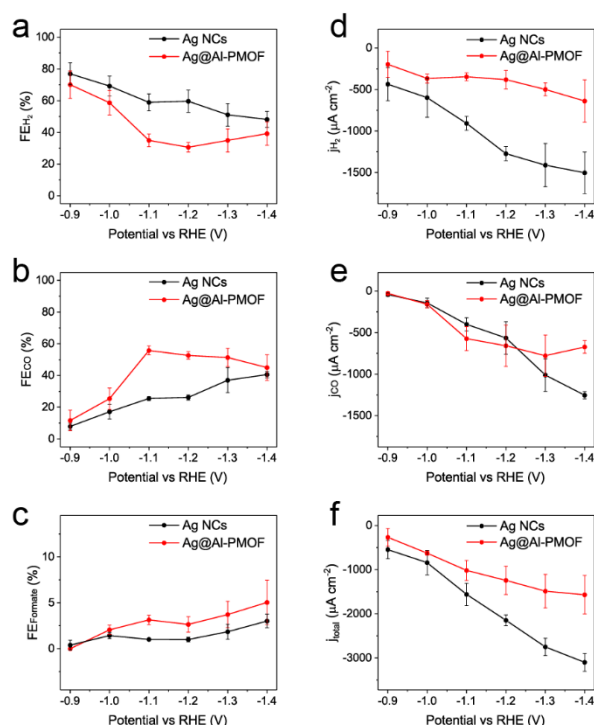 a
100
80
60
40
20
0
FEH₂ (%)
Ag NCs
Ag@Al-PMOF
-0.9 -1.0 -1.1 -1.2 -1.3 -1.4
Potential vs RHE (V)
d
0
-500
-1000
-1500
jH₂ (μA cm⁻²)
Ag NCs
Ag@Al-PMOF
-0.9 -1.0 -1.1 -1.2 -1.3 -1.4
Potential vs RHE (V)
b
100
80
60
40
20
0
FECO (%)
Ag NCs
Ag@Al-PMOF
-0.9 -1.0 -1.1 -1.2 -1.3 -1.4
Potential vs RHE (V)
e
0
-500
-1000
-1500
jCO (μA cm⁻²)
Ag NCs
Ag@Al-PMOF
-0.9 -1.0 -1.1 -1.2 -1.3 -1.4
Potential vs RHE (V)
c
10
5
0
FEFormate (%)
Ag NCs
Ag@Al-PMOF
-0.9 -1.0 -1.1 -1.2 -1.3 -1.4
Potential vs RHE (V)
f
0
-1000
-2000
-3000
jtotal (μA cm⁻²)
Ag NCs
Ag@Al-PMOF
-0.9 -1.0 -1.1 -1.2 -1.3 -1.4
Potential vs RHE (V)